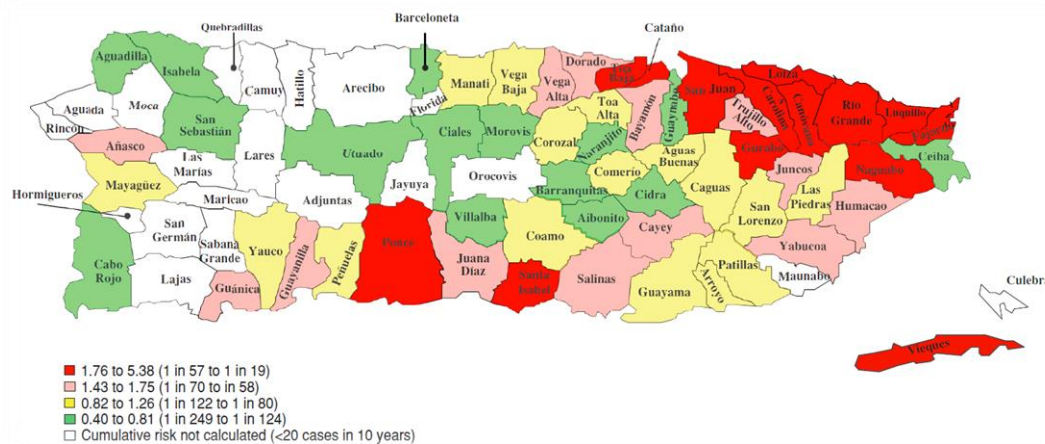 Quebradillas
Barceloneta
Cataño
Aguadilla
Isabela
Camuy
Hatillo
Arecibo
Florida
Manatí
Vega
Baja
Vega
Alta
Dorado
Toa
Baja
Toa
Alta
Bayamón
Guaynabo
San Juan
Trujillo
Alto
Carolina
Canovanas
Loiza
Rio
Grande
Luquillo
Fajardo
Ceiba
Aguada
Moca
Rincón
San
Sebastián
Añasco
Las
Marías
Lares
Utuado
Ciales
Morovis
Corozal
Naranjito
Comerío
Aguas
Buenas
Gurabo
Juncos
Naguabo
Las
Piedras
Humacao
Mayagüez
Hormigueros
Maricao
Adjuntas
Jayuya
Orocovis
Barranquitas
Cidra
Caguas
San
Lorenzo
Yabucoa
San
Germán
Sabana
Grande
Yauco
Guayanilla
Peñuelas
Ponce
Villalba
Juana
Díaz
Coamo
Aibonito
Cayey
Santa
Isabel
Salinas
Guayama
Arroyo
Patillas
Maunabo
Cabo
Rojo
Lajas
Guánica
Culebr
Vieques
1.76 to 5.38 (1 in 57 to 1 in 19)
1.43 to 1.75 (1 in 70 to in 58)
0.82 to 1.26 (1 in 122 to 1 in 80)
0.40 to 0.81 (1 in 249 to 1 in 124)
Cumulative risk not calculated (<20 cases in 10 years)